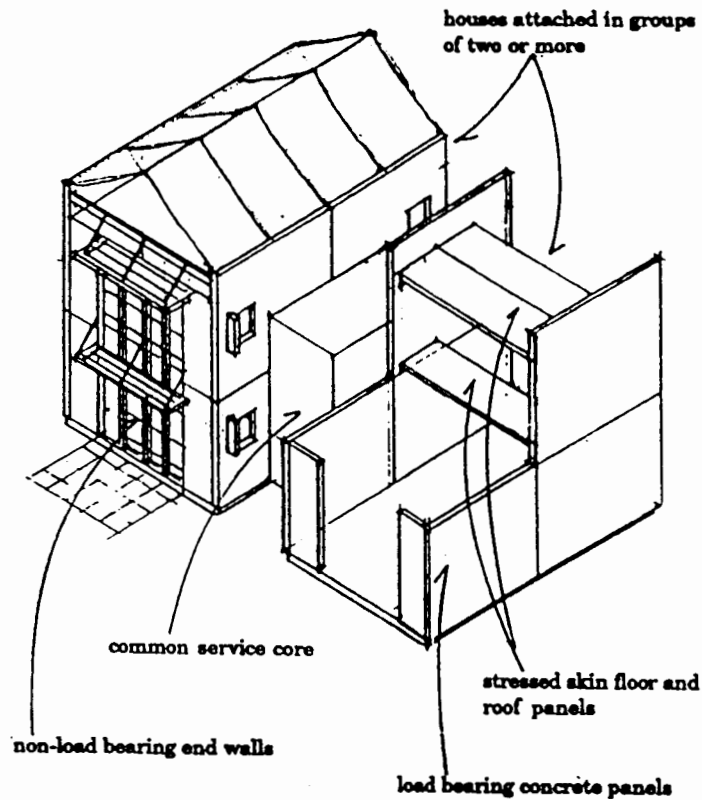 houses attached in groups
of two or more
common service core
stressed skin floor and
roof panels
non-load bearing end walls
load bearing concrete panels